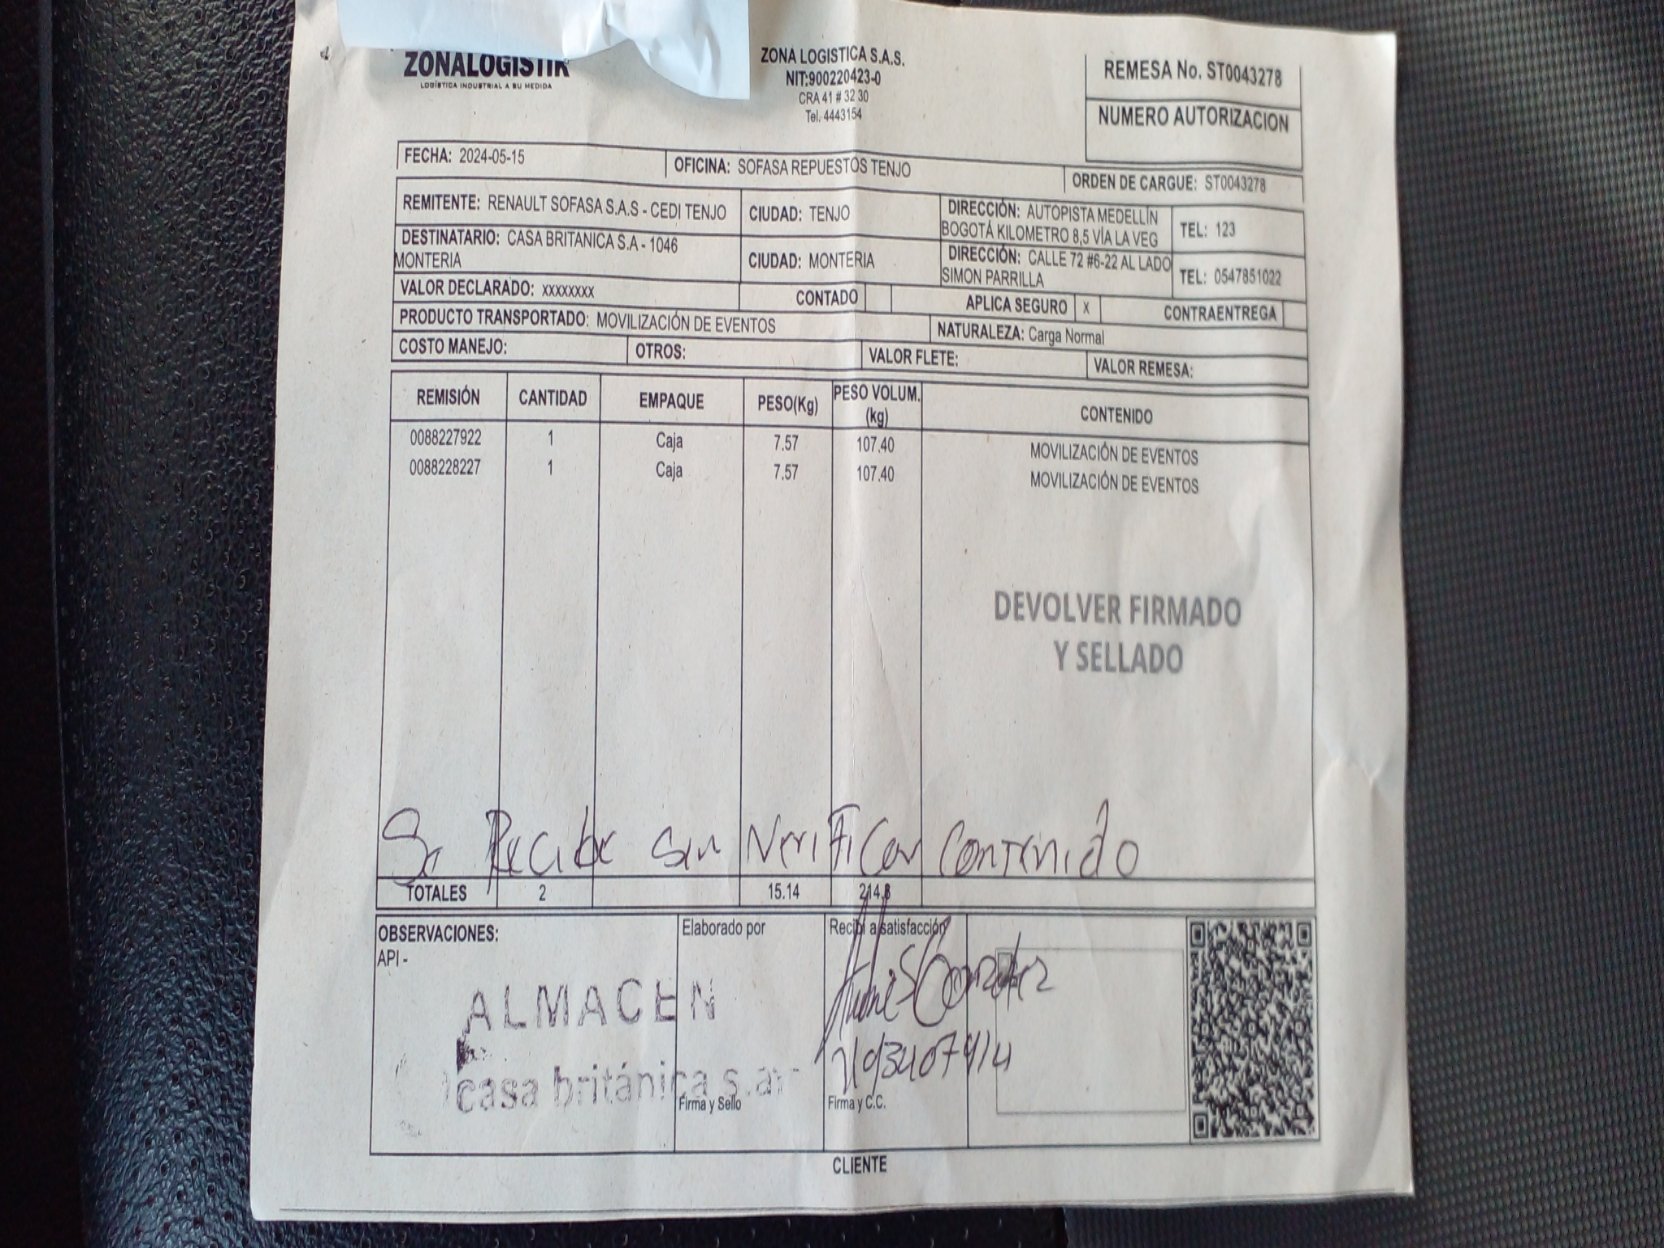 ZONALOGISTIK
LOGÍSTICA INDUSTRIAL A SU MEDIDA
ZONA LOGISTICA S.A.S.
NIT:900220423-0
CRA 41 # 32 30
Tel. 4443154
REMESA No. ST0043278
NUMERO AUTORIZACION
FECHA: 2024-05-15
OFICINA: SOFASA REPUESTOS TENJO
ORDEN DE CARGUE: ST0043278
REMITENTE: RENAULT SOFASA S.A.S - CEDI TENJO
CIUDAD: TENJO
DIRECCIÓN: AUTOPISTA MEDELLÍN
BOGOTÁ KILOMETRO 8,5 VÍA LA VEG
TEL: 123
DESTINATARIO: CASA BRITANICA S.A - 1046
MONTERIA
CIUDAD: MONTERIA
DIRECCIÓN: CALLE 72 #6-22 AL LADO
SIMON PARRILLA
TEL: 0547851022
VALOR DECLARADO: XXXXXXXX
CONTADO
APLICA SEGURO X
CONTRAENTREGA
PRODUCTO TRANSPORTADO: MOVILIZACIÓN DE EVENTOS
NATURALEZA: Carga Normal
COSTO MANEJO:
OTROS:
VALOR FLETE:
VALOR REMESA:
REMISIÓN CANTIDAD EMPAQUE PESO(Kg) PESO VOLUM. (kg) CONTENIDO
0088227922 1 Caja 7.57 107.40 MOVILIZACIÓN DE EVENTOS
0088228227 1 Caja 7.57 107.40 MOVILIZACIÓN DE EVENTOS
DEVOLVER FIRMADO
Y SELLADO
Se Recibe sin Verificar Contenido
TOTALES 2 15.14 214.8
OBSERVACIONES:
API -
Elaborado por
Recibí a satisfacción
ALMACEN
casa británica s.a.
Firma y Sello
Firma y C.C.
CLIENTE